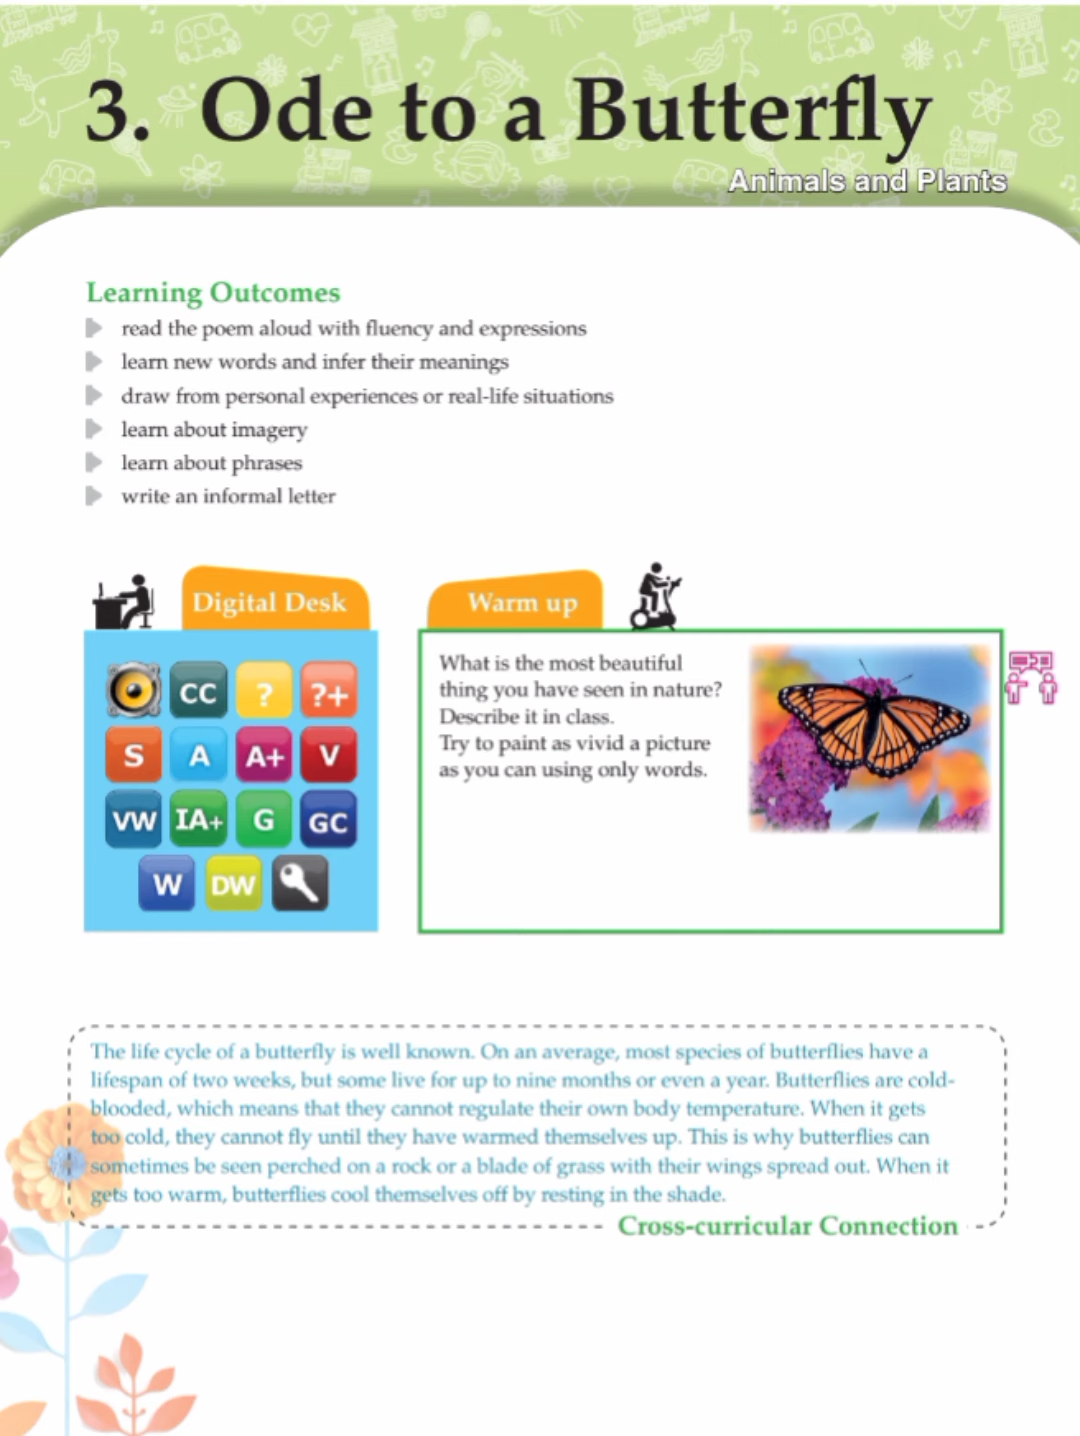 3. Ode to a Butterfly
Animals and Plants
Learning Outcomes
read the poem aloud with fluency and expressions
learn new words and infer their meanings
draw from personal experiences or real-life situations
learn about imagery
learn about phrases
write an informal letter
Digital Desk
CC ? ?+
S A A+ V
VW IA+ G GC
W DW
Warm up
What is the most beautiful
thing you have seen in nature?
Describe it in class.
Try to paint as vivid a picture
as you can using only words.
The life cycle of a butterfly is well known. On an average, most species of butterflies have a
lifespan of two weeks, but some live for up to nine months or even a year. Butterflies are cold-
blooded, which means that they cannot regulate their own body temperature. When it gets
too cold, they cannot fly until they have warmed themselves up. This is why butterflies can
sometimes be seen perched on a rock or a blade of grass with their wings spread out. When it
gets too warm, butterflies cool themselves off by resting in the shade.
Cross-curricular Connection